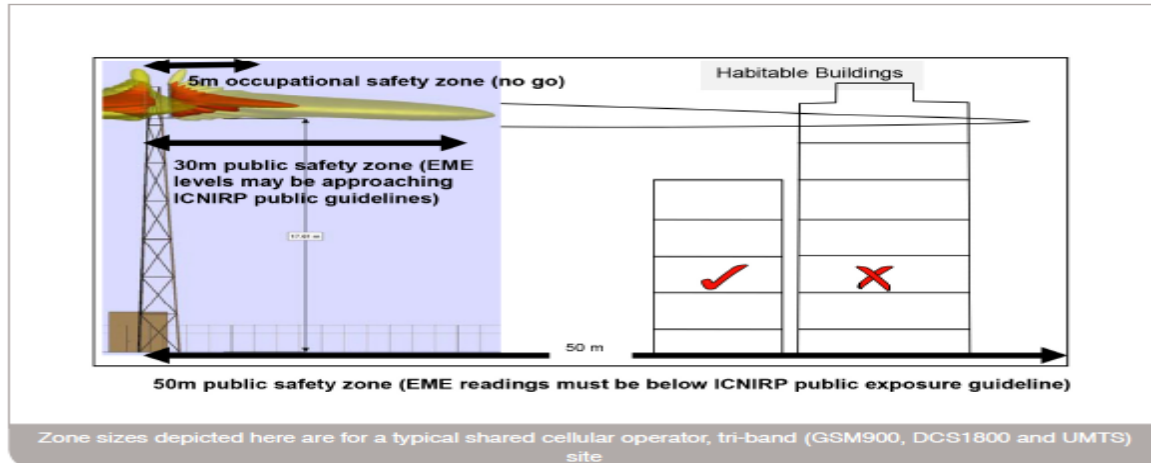 5m occupational safety zone (no go)
Habitable Buildings
30m public safety zone (EME
levels may be approaching
ICNIRP public guidelines)
50 m
50m public safety zone (EME readings must be below ICNIRP public exposure guideline)
Zone sizes depicted here are for a typical shared cellular operator, tri-band (GSM900, DCS1800 and UMTS)
site